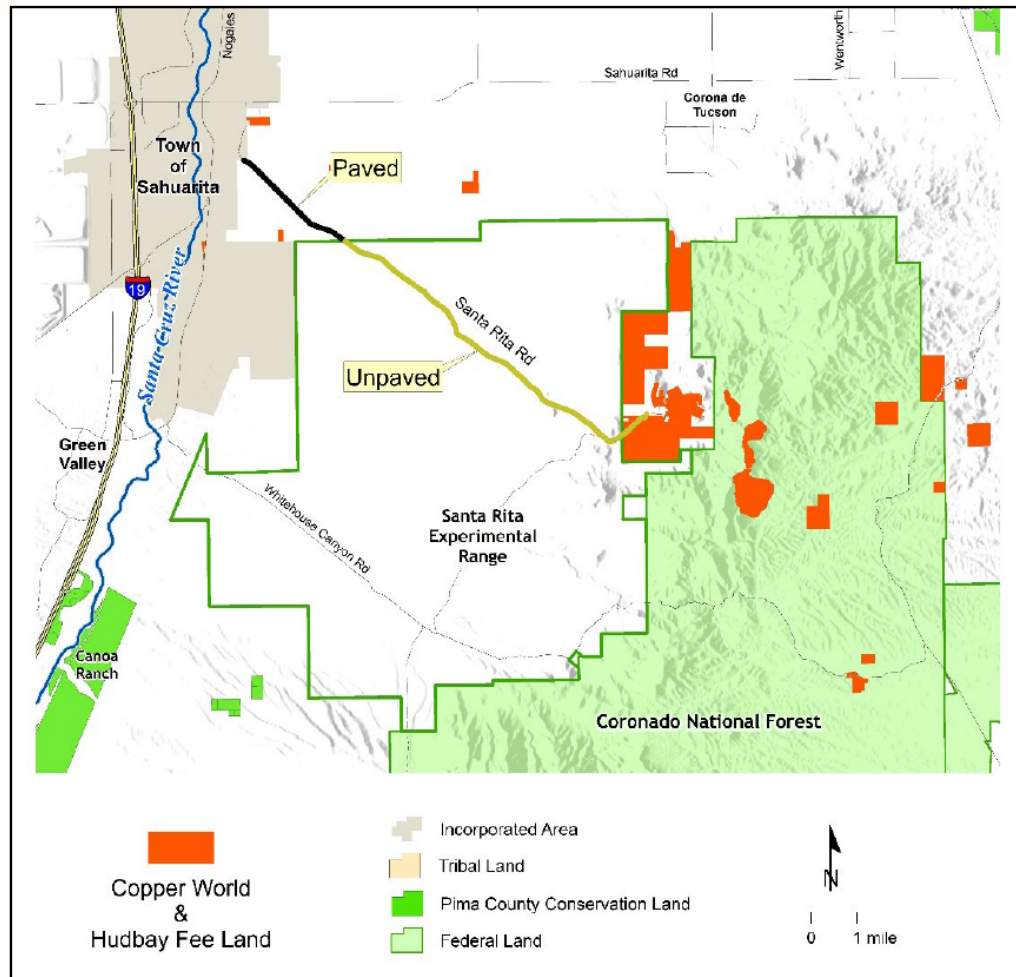 Nogales
Wentworth
Sahuarita Rd
Corona de
Tucson
Town
of
Sahuarita
Paved
19
Santa Cruz River
Santa Rita Rd
Unpaved
Green
Valley
Whitehouse Canyon Rd
Santa Rita
Experimental
Range
Canoa
Ranch
Coronado National Forest
Copper World
&
Hudbay Fee Land
Incorporated Area
Tribal Land
Pima County Conservation Land
Federal Land
N
0 1 mile